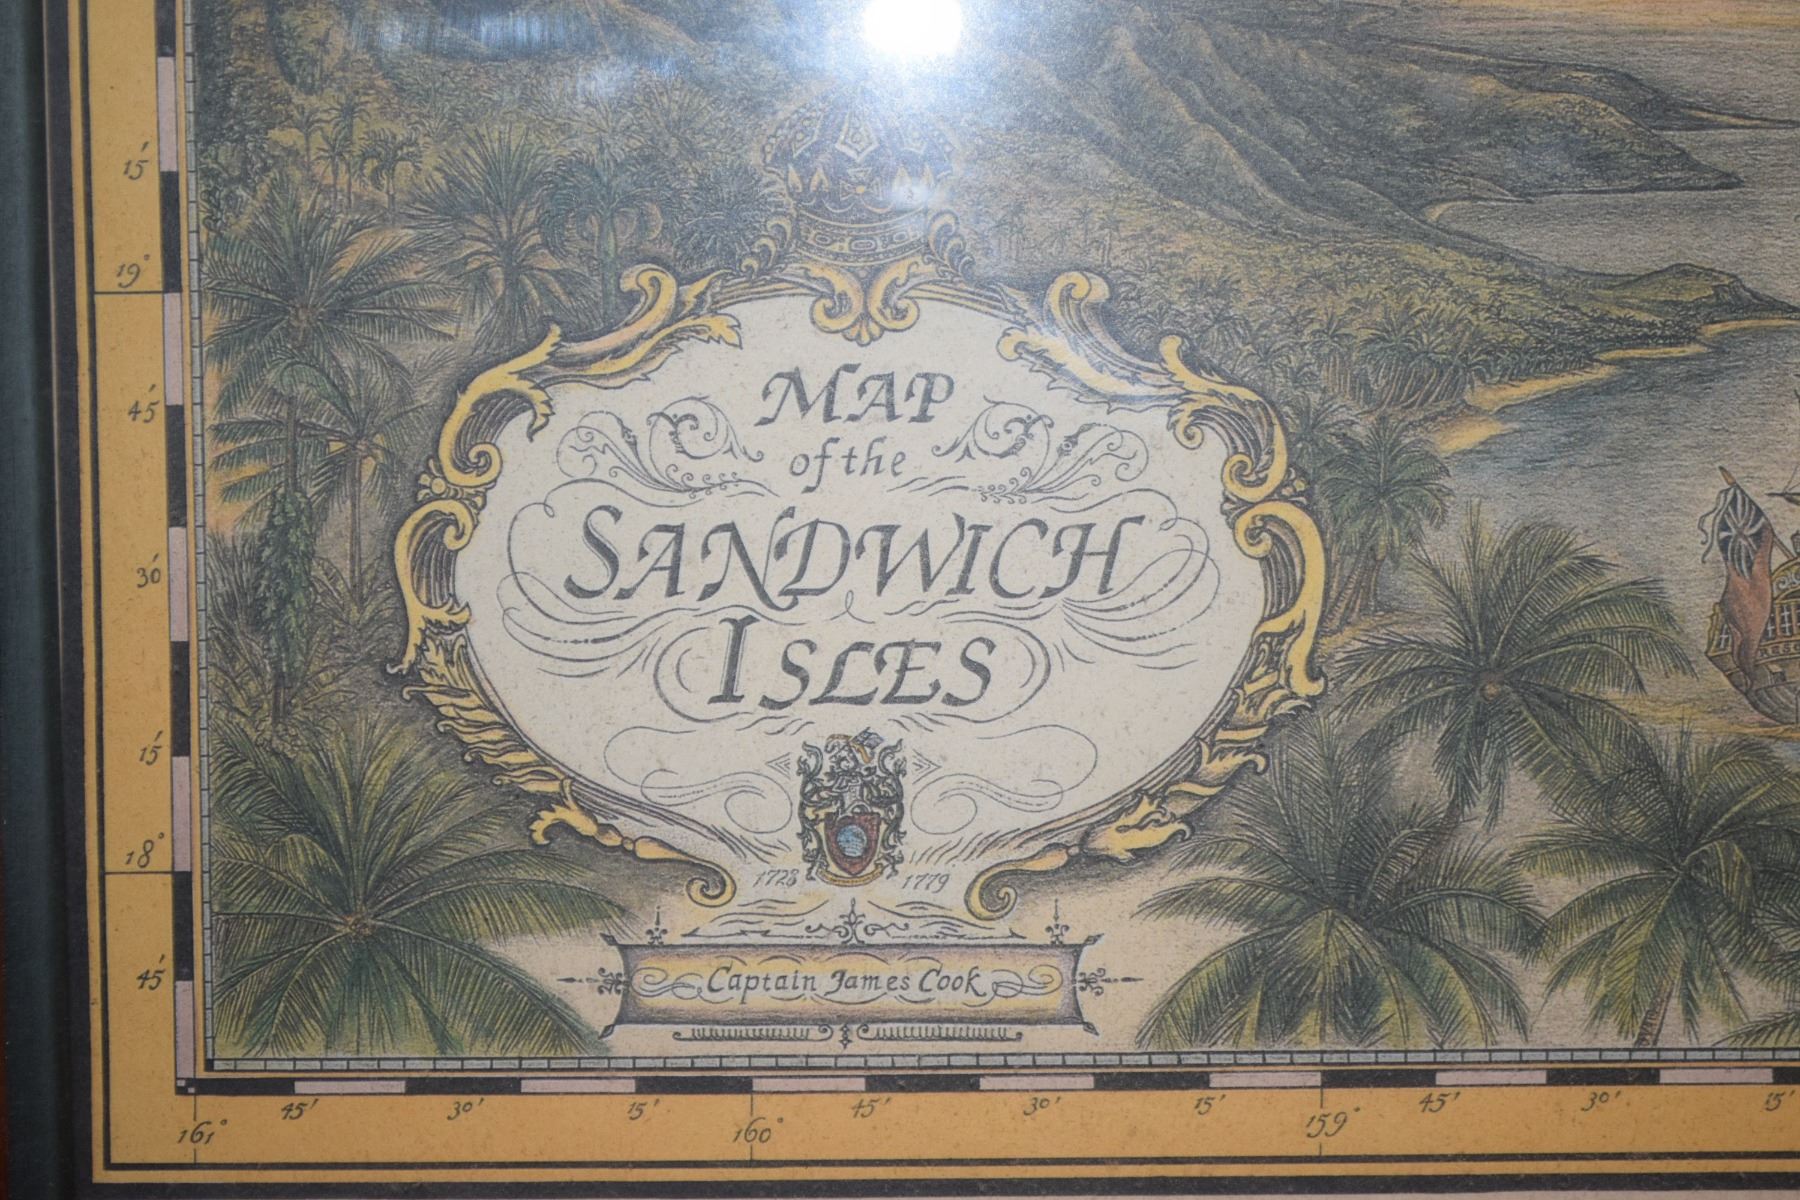 MAP
of the
SANDWICH
ISLES
1728 1779
Captain James Cook
15'
19°
45'
30'
15'
18°
45'
45' 30' 15' 45' 30' 15' 45' 30' 15'
161° 160° 159°